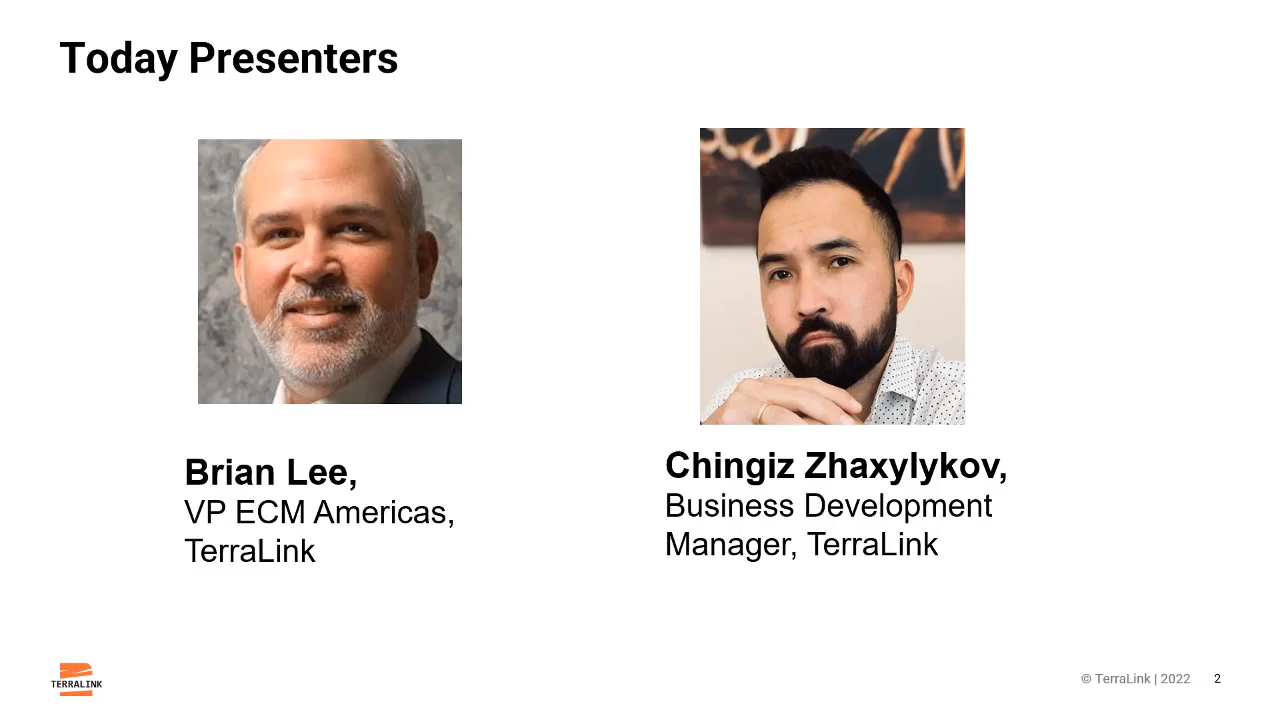 Today Presenters
Brian Lee,
VP ECM Americas,
TerraLink
Chingiz Zhaxylykov,
Business Development
Manager, TerraLink
TERRALINK
© TerraLink | 2022 2